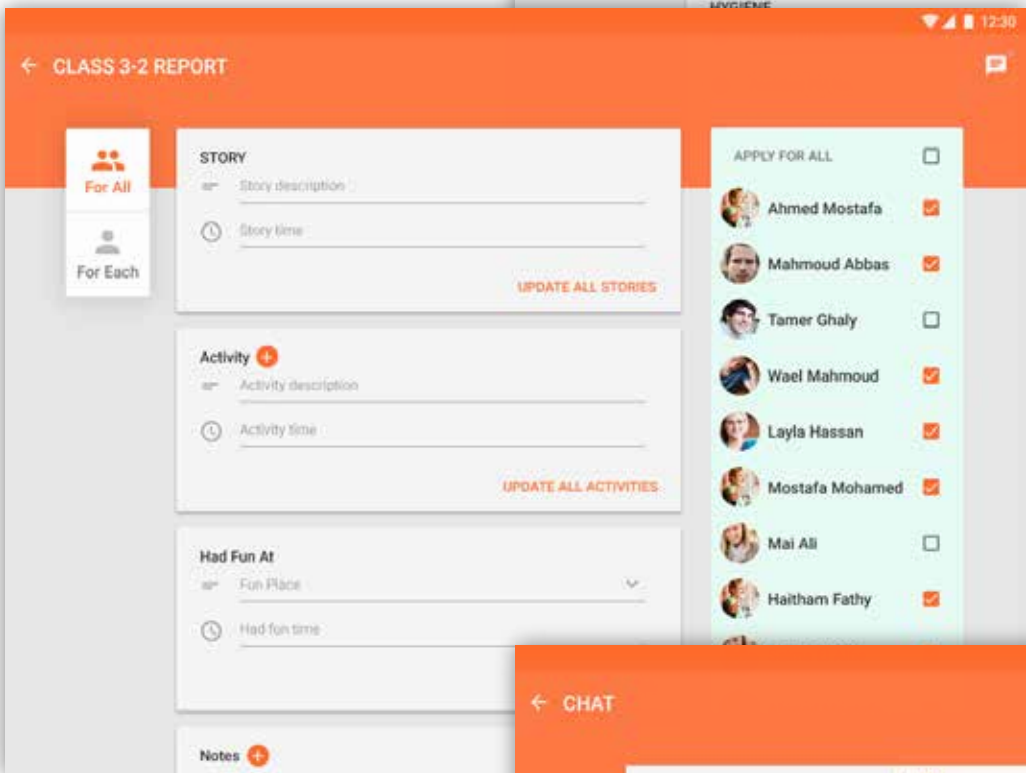 HYGIENE
12:30
CLASS 3-2 REPORT
For All
For Each
STORY
Story description
Story time
UPDATE ALL STORIES
Activity
Activity description
Activity time
UPDATE ALL ACTIVITIES
Had Fun At
Fun Place
Had fun time
Notes
APPLY FOR ALL
Ahmed Mostafa
Mahmoud Abbas
Tamer Ghaly
Wael Mahmoud
Layla Hassan
Mostafa Mohamed
Mai Ali
Haitham Fathy
CHAT